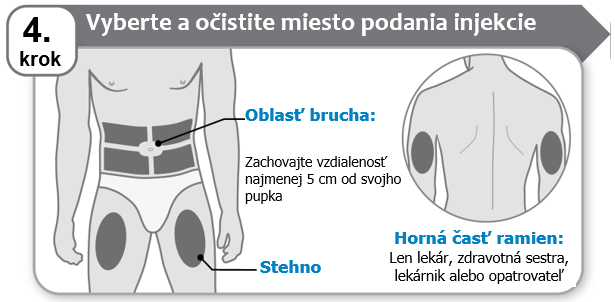 4.
krok
Vyberte a očistite miesto podania injekcie
Oblasť brucha:
Zachovajte vzdialenosť
najmenej 5 cm od svojho
pupka
Stehno
Horná časť ramien:
Len lekár, zdravotná sestra,
lekárnik alebo opatrovateľ